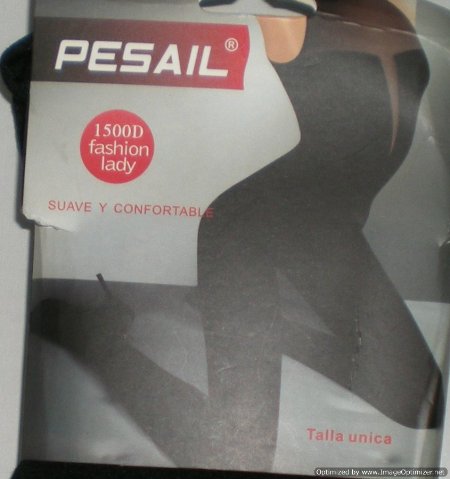 PESAIL®
1500D
fashion
lady
SUAVE Y CONFORTABLE
Talla unica
Optimized by www.ImageOptimizer.net